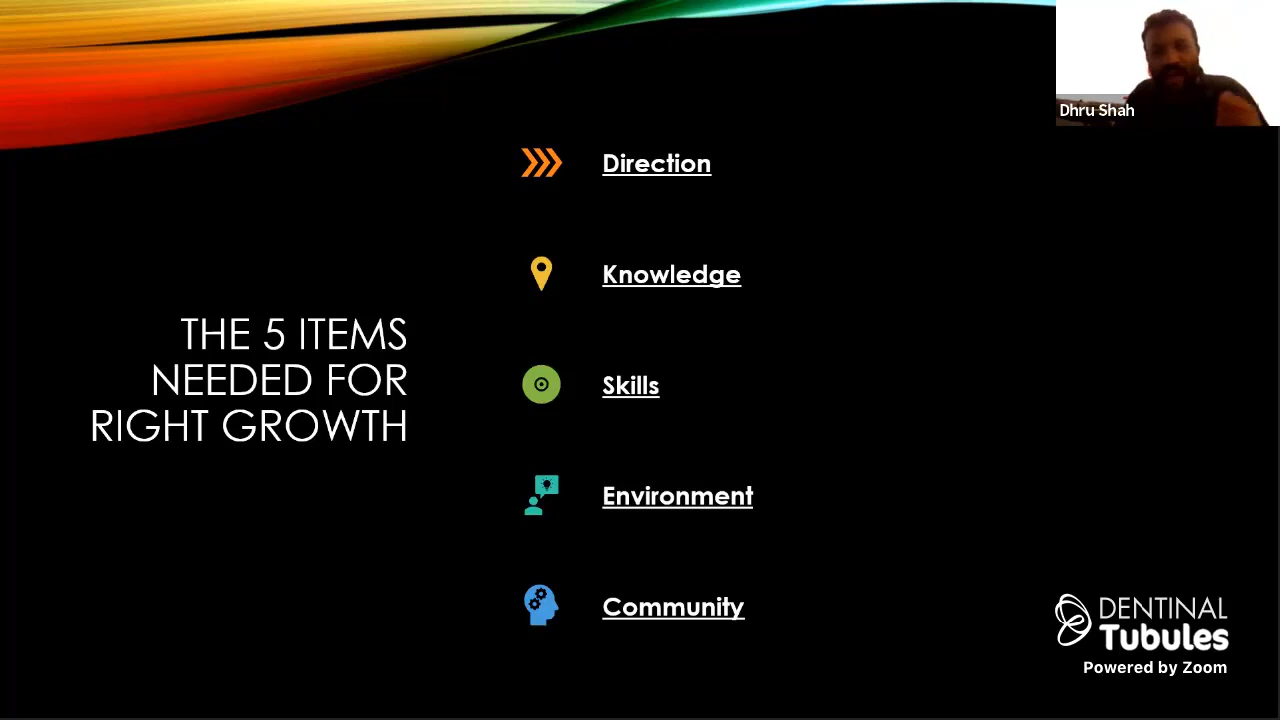 Dhru Shah
THE 5 ITEMS
NEEDED FOR
RIGHT GROWTH
Direction
Knowledge
Skills
Environment
Community
DENTINAL
Tubules
Powered by Zoom